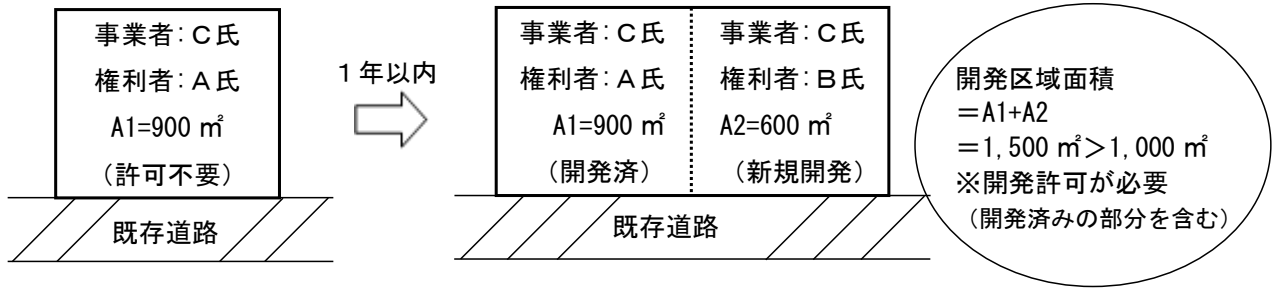 事業者:C氏
権利者:A氏
A1=900 ㎡
(許可不要)
既存道路
1年以内
事業者:C氏
権利者:A氏
A1=900 ㎡
(開発済)
事業者:C氏
権利者:B氏
A2=600 ㎡
(新規開発)
既存道路
開発区域面積
=A1+A2
=1,500 ㎡>1,000 ㎡
※開発許可が必要
(開発済みの部分を含む)